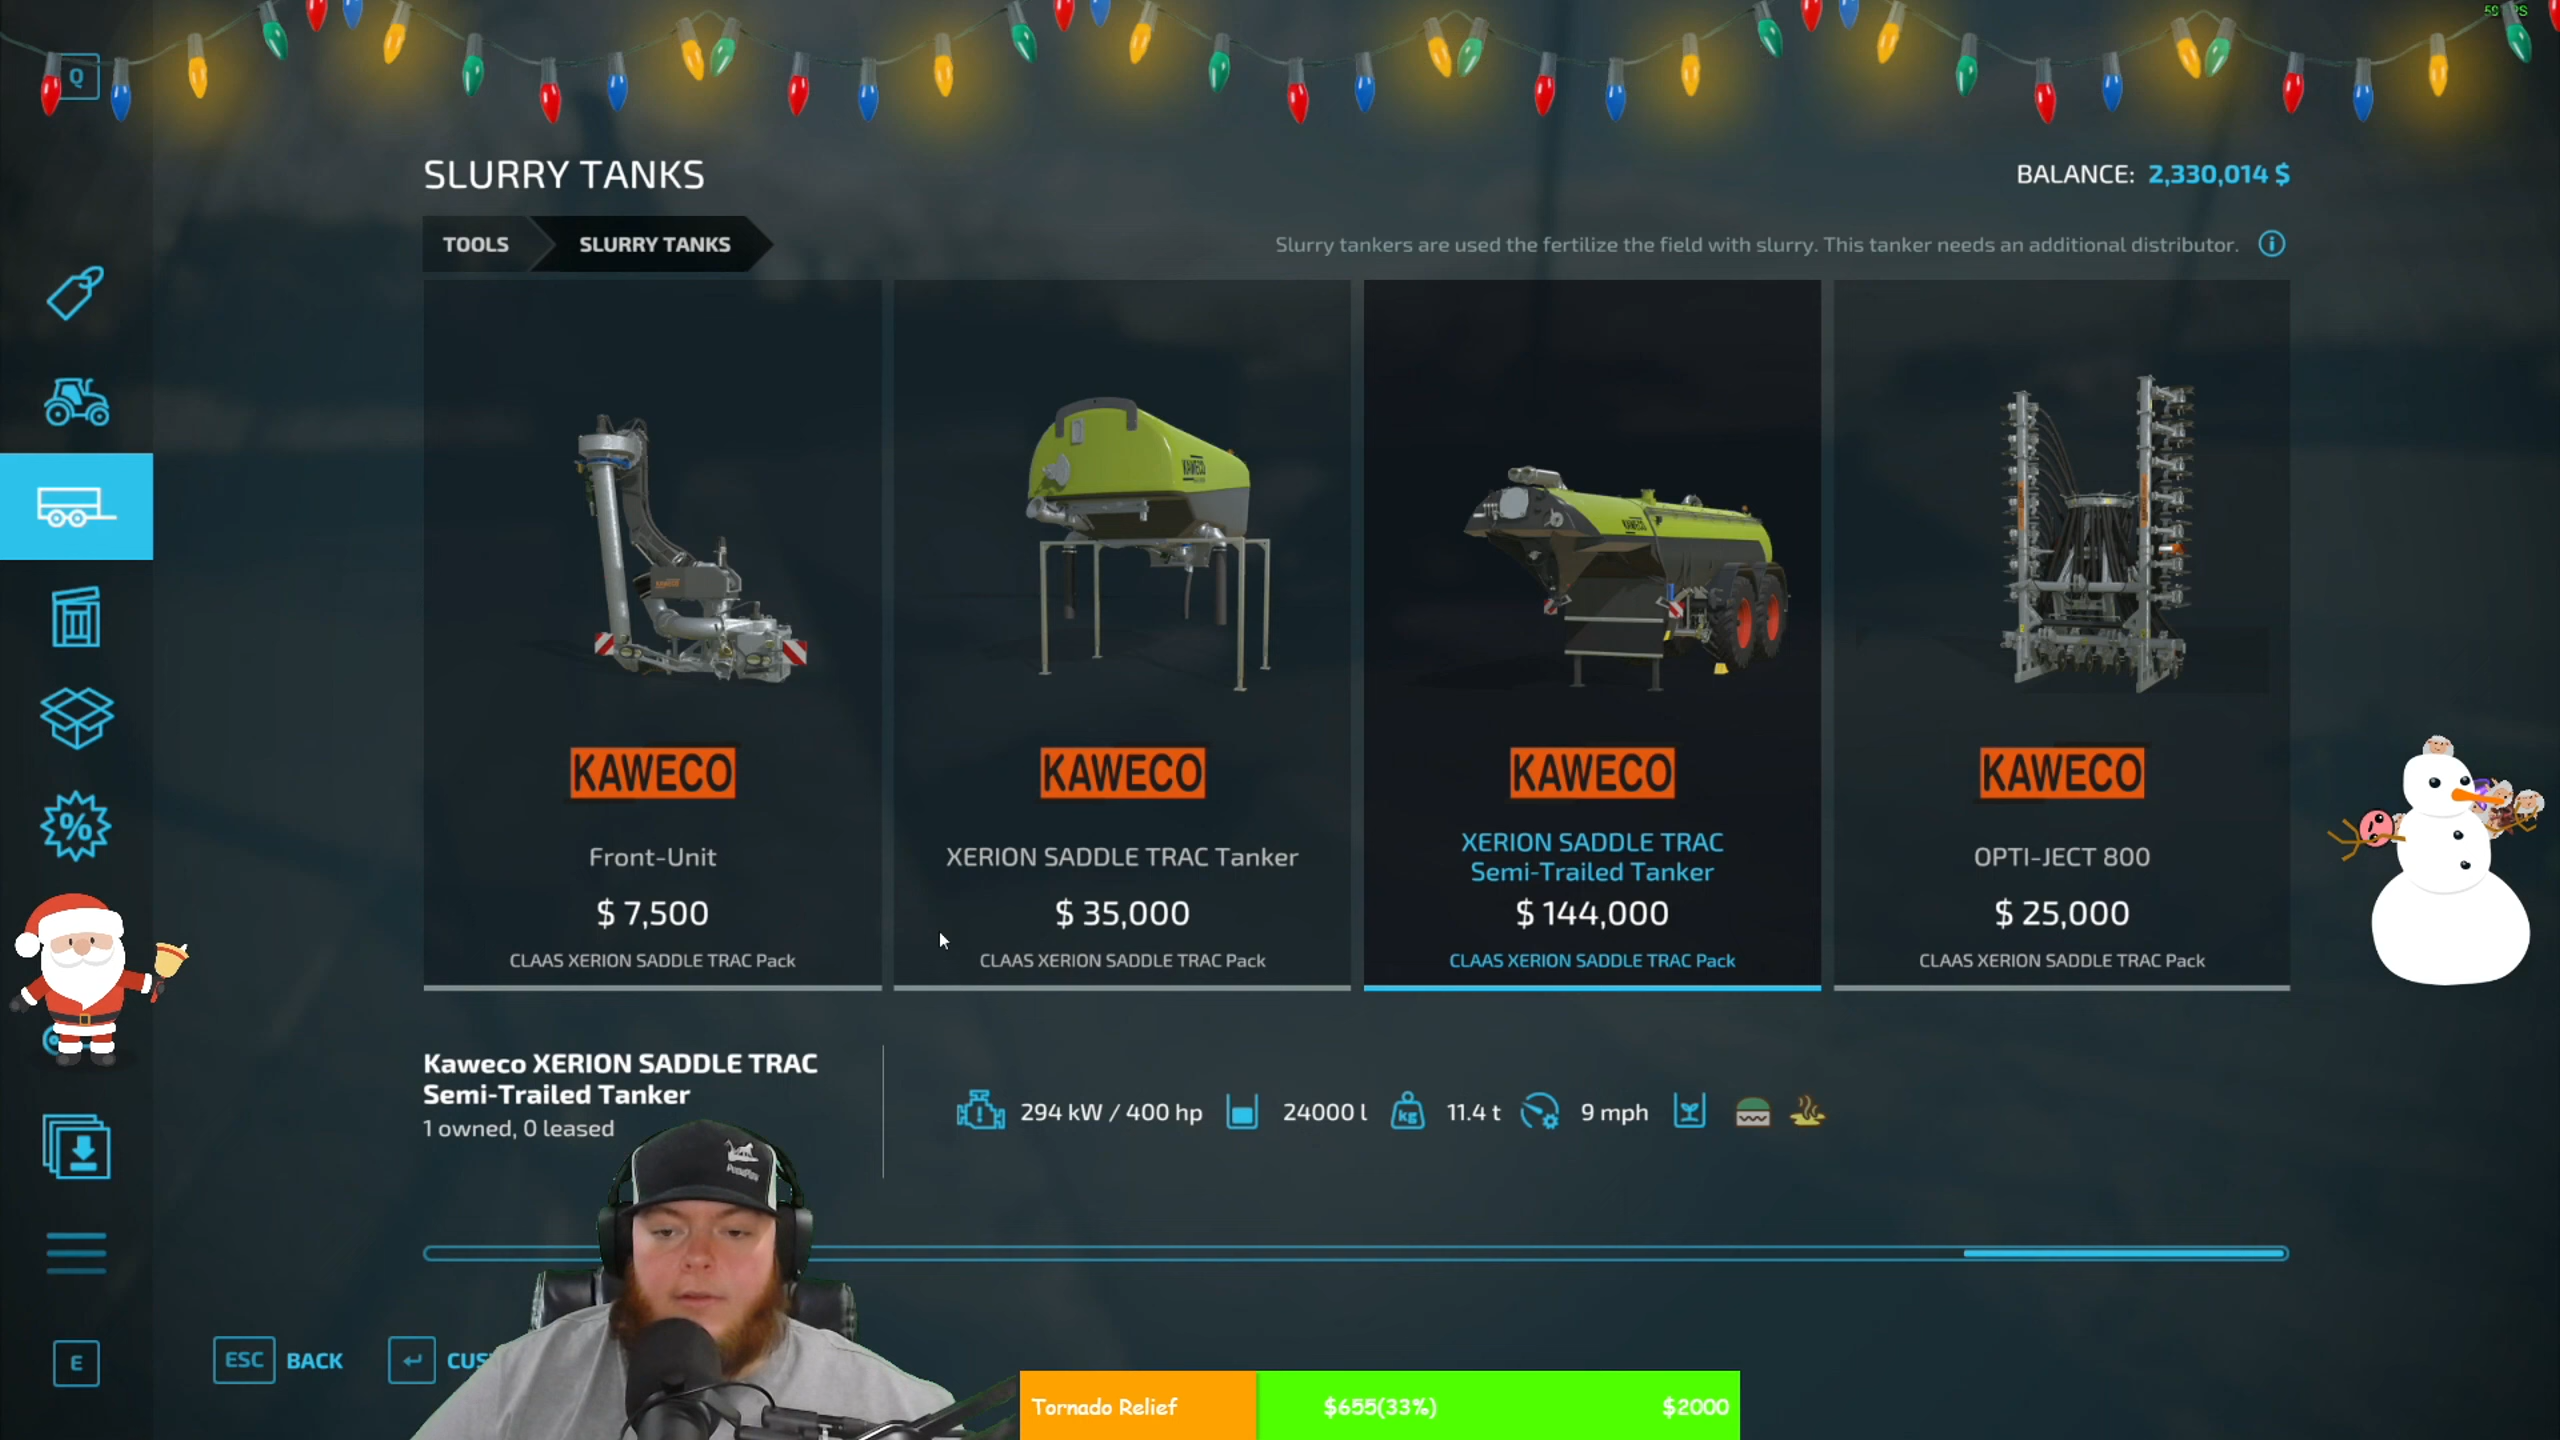 Q
SLURRY TANKS
BALANCE: 2,330,014 $
TOOLS
SLURRY TANKS
Slurry tankers are used the fertilize the field with slurry. This tanker needs an additional distributor.
KAWECO
KAWECO
KAWECO
KAWECO
Front-Unit
$ 7,500
CLAAS XERION SADDLE TRAC Pack
XERION SADDLE TRAC Tanker
$ 35,000
CLAAS XERION SADDLE TRAC Pack
XERION SADDLE TRAC
Semi-Trailed Tanker
$ 144,000
CLAAS XERION SADDLE TRAC Pack
OPTI-JECT 800
$ 25,000
CLAAS XERION SADDLE TRAC Pack
Kaweco XERION SADDLE TRAC
Semi-Trailed Tanker
1 owned, 0 leased
294 kW / 400 hp
24000 l
kg
11.4 t
9 mph
E
ESC BACK
Tornado Relief
$655(33%)
$2000